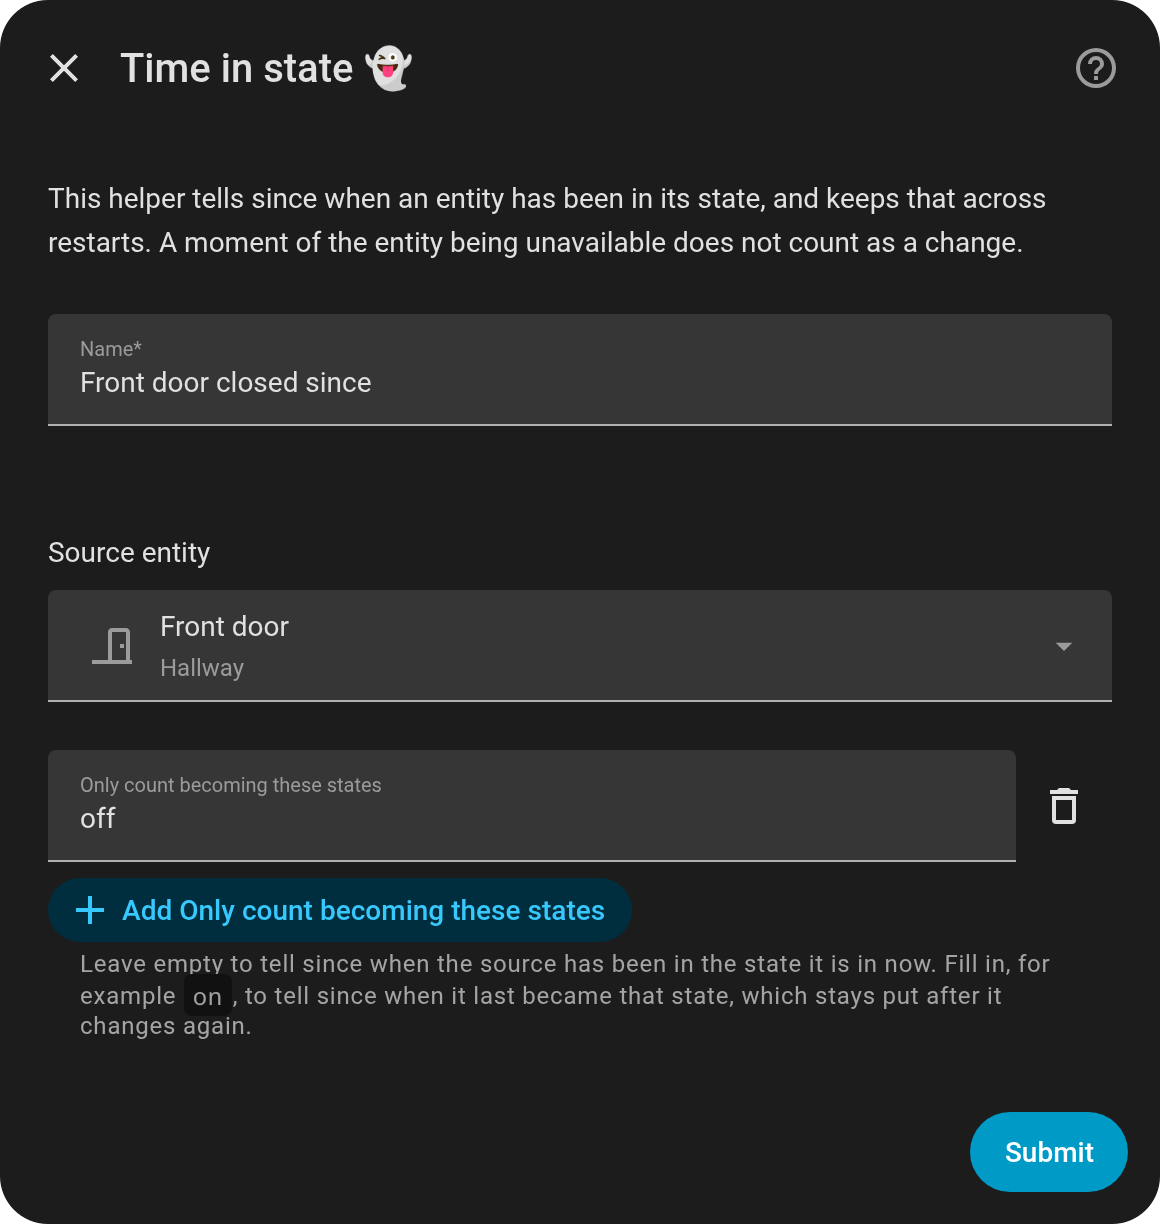 Time in state 👻
This helper tells since when an entity has been in its state, and keeps that across
restarts. A moment of the entity being unavailable does not count as a change.
Name*
Front door closed since
Source entity
Front door
Hallway
Only count becoming these states
off
Add Only count becoming these states
Leave empty to tell since when the source has been in the state it is in now. Fill in, for
example on, to tell since when it last became that state, which stays put after it
changes again.
Submit